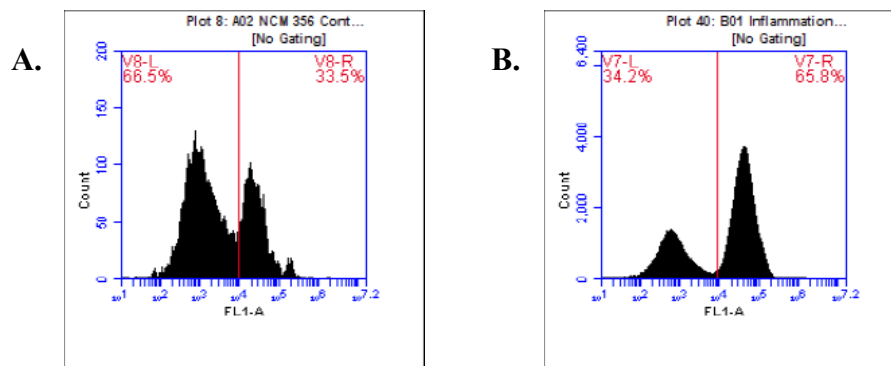 A.
Plot 8: A02 NCM 356 Cont...
[No Gating]
V8-L
66.5%
V8-R
33.5%
200
150
100
50
0
Count
10^1 10^2 10^3 10^4 10^5 10^6 10^7.2
FL1-A
B.
Plot 40: B01 Inflammation...
[No Gating]
V7-L
34.2%
V7-R
65.8%
6,400
4,000
2,000
0
Count
10^1 10^2 10^3 10^4 10^5 10^6 10^7.2
FL1-A